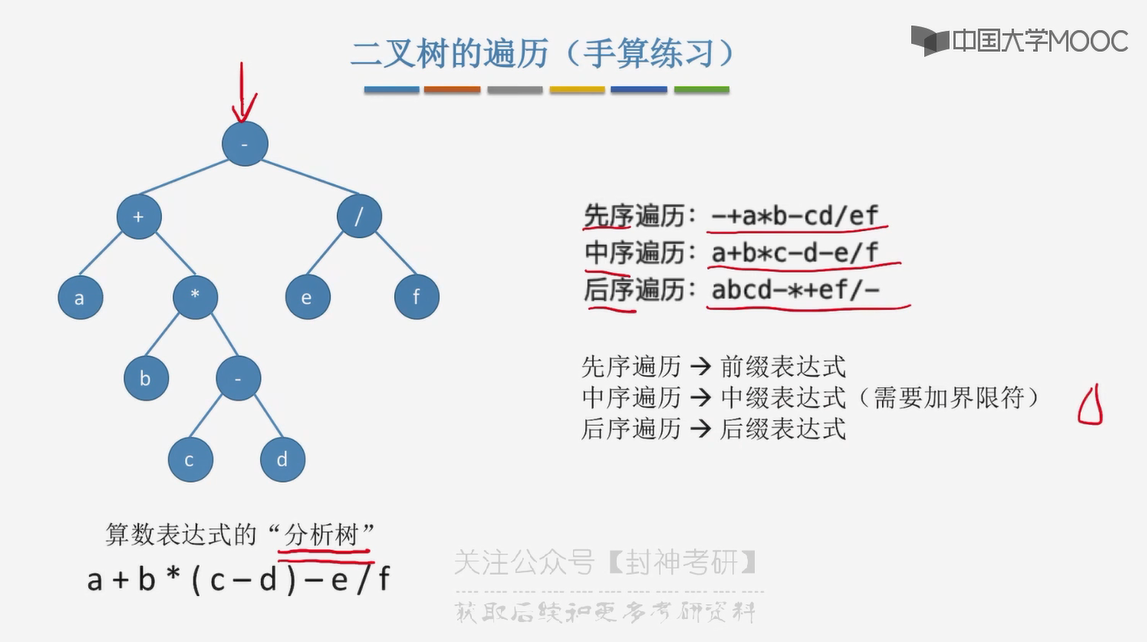 二叉树的遍历（手算练习）
中国大学MOOC
-
+
/
a
*
e
f
b
-
c
d
先序遍历：-+a*b-cd/ef
中序遍历：a+b*c-d-e/f
后序遍历：abcd-*+ef/-
先序遍历 → 前缀表达式
中序遍历 → 中缀表达式（需要加界限符）
后序遍历 → 后缀表达式
算数表达式的“分析树”
a + b * ( c – d ) – e / f
关注公众号【封神考研】
获取后续和更多考研资料